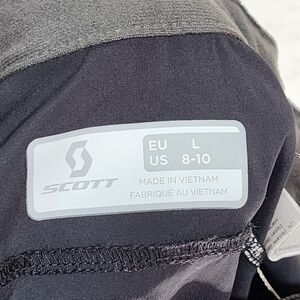 SCOTT
EU L
US 8-10
MADE IN VIETNAM
FABRIQUÉ AU VIETNAM